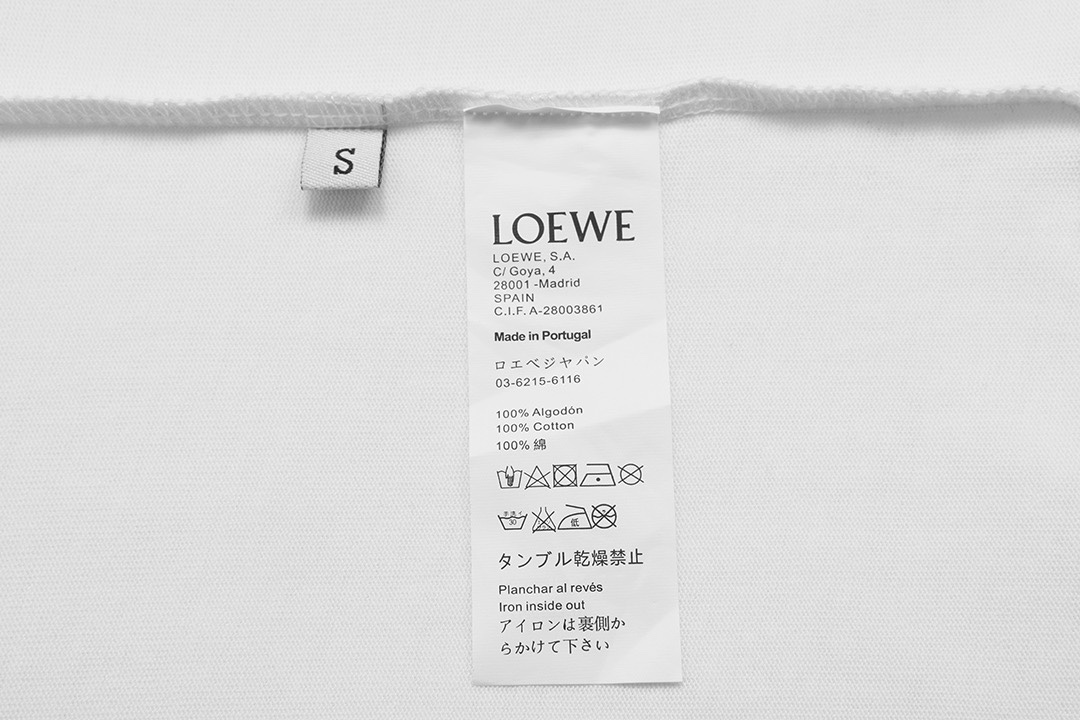 S
LOEWE
LOEWE, S.A.
C/ Goya, 4
28001 -Madrid
SPAIN
C.I.F. A-28003861
Made in Portugal
ロエベジャパン
03-6215-6116
100% Algodón
100% Cotton
100% 綿
30
低
タンブル乾燥禁止
Planchar al revés
Iron inside out
アイロンは裏側か
らかけて下さい